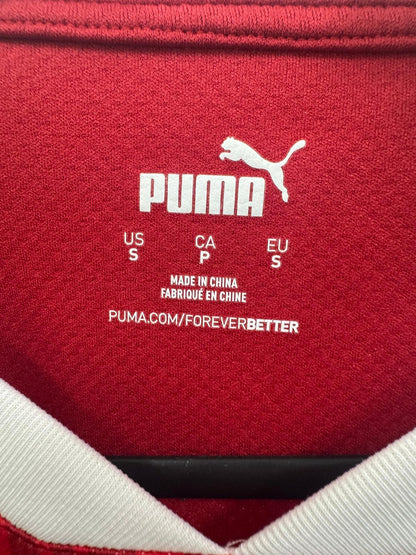 PUMA
US CA EU
S P S
MADE IN CHINA
FABRIQUÉ EN CHINE
PUMA.COM/FOREVERBETTER